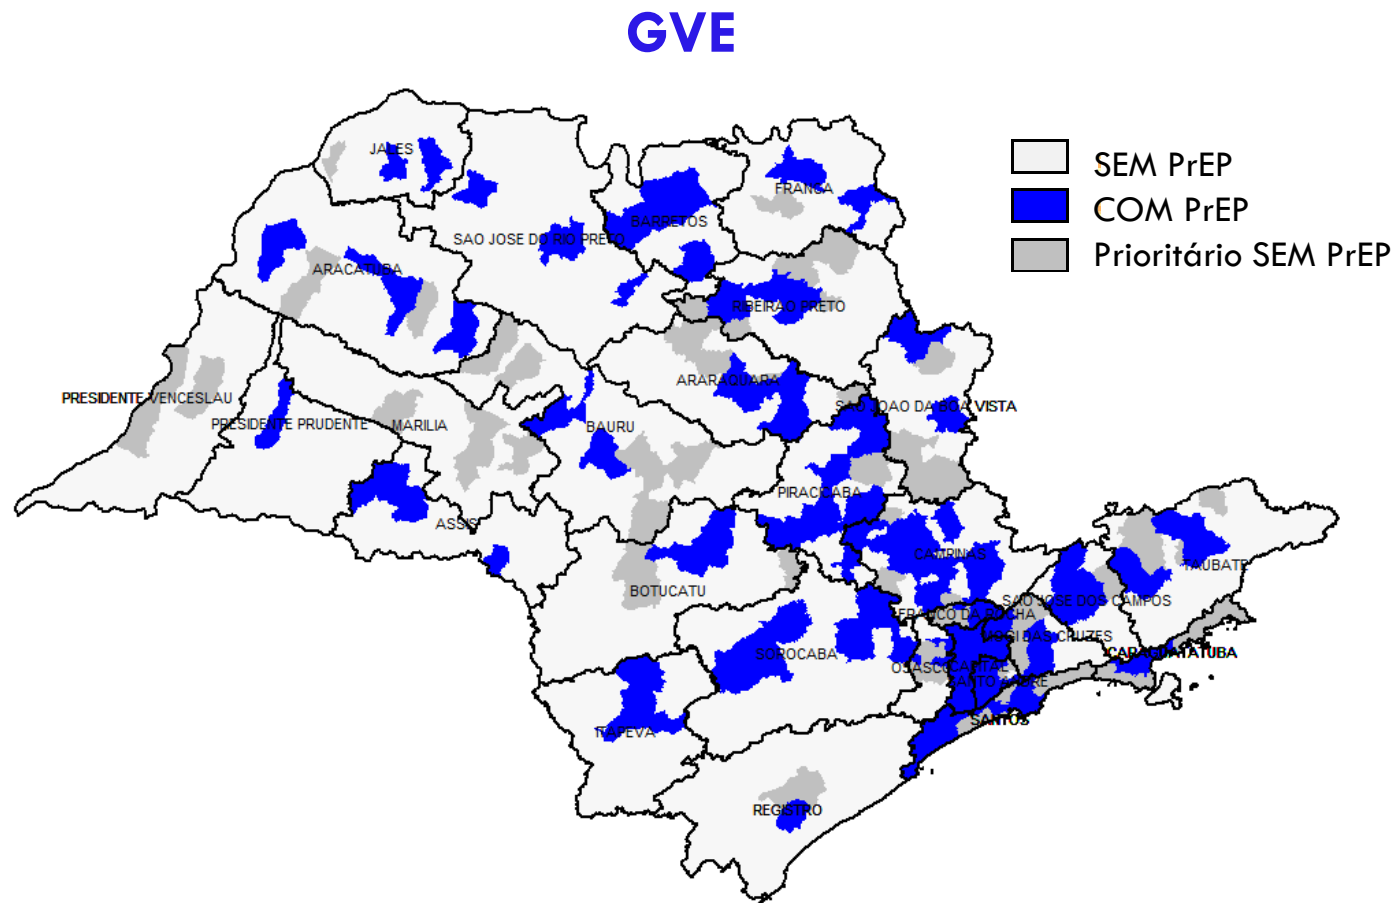 GVE
SEM PrEP
COM PrEP
Prioritário SEM PrEP
JALES
FRANCA
BARRETOS
SAO JOSE DO RIO PRETO
ARACATUBA
RIBEIRAO PRETO
ARARAQUARA
PRESIDENTE VENCESLAU
SAO JOAO DA BOA VISTA
PRESIDENTE PRUDENTE
MARILIA
BAURU
PIRACICABA
ASSIS
CAMPINAS
TAUBATE
BOTUCATU
SAO JOSE DOS CAMPOS
FRANCO DA ROCHA
MOGI DAS CRUZES
SOROCABA
CARAGUATATUBA
OSASCO
CAPITAL
SANTO ANDRE
SANTOS
ITAPEVA
REGISTRO